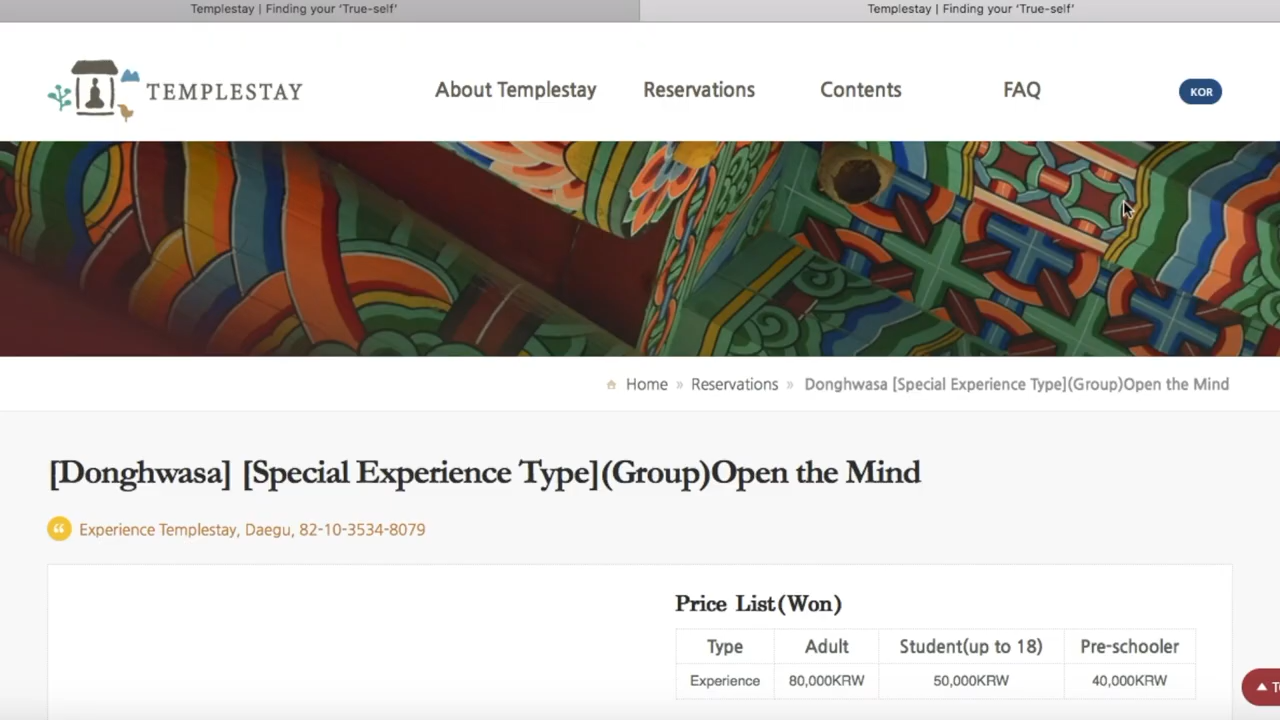 Templestay | Finding your ‘True-self’
Templestay | Finding your ‘True-self’
TEMPLESTAY
About Templestay
Reservations
Contents
FAQ
KOR
Home » Reservations » Donghwasa [Special Experience Type](Group)Open the Mind
[Donghwasa] [Special Experience Type](Group)Open the Mind
Experience Templestay, Daegu, 82-10-3534-8079
Price List(Won)
Type Adult Student(up to 18) Pre-schooler
Experience 80,000KRW 50,000KRW 40,000KRW